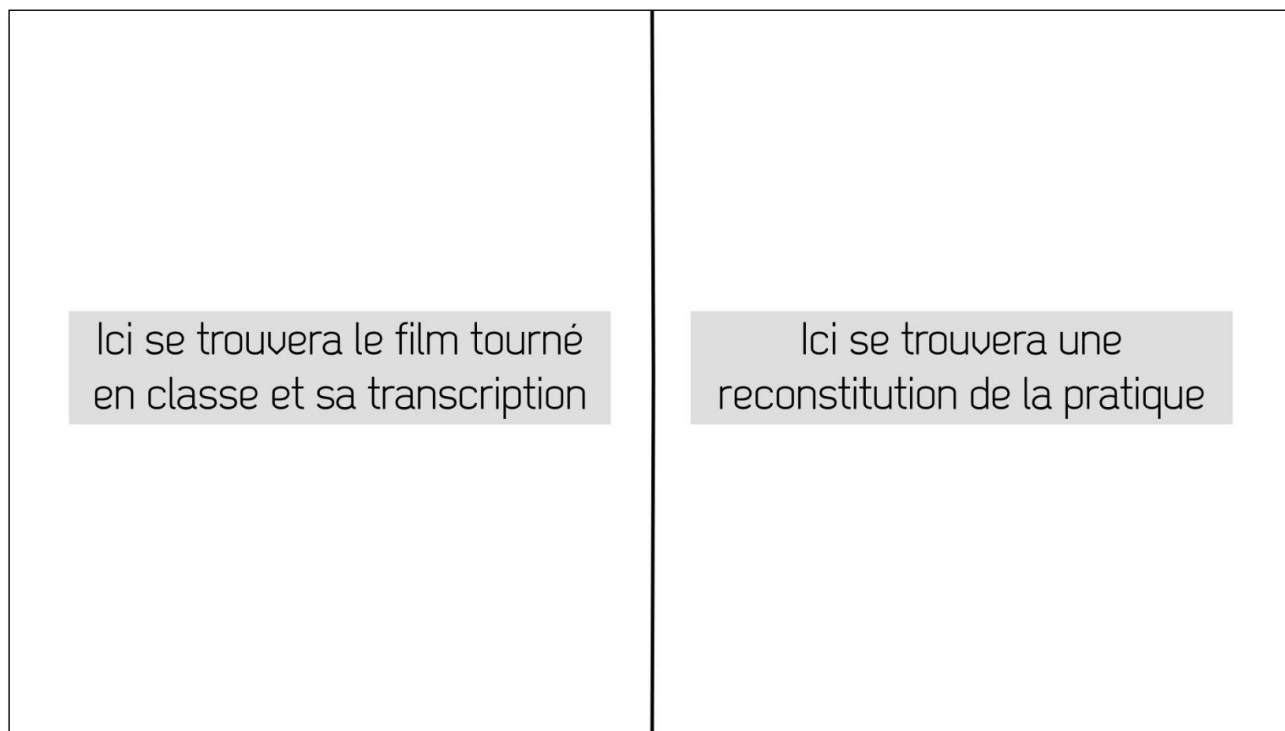 Ici se trouvera le film tourné
en classe et sa transcription
Ici se trouvera une
reconstitution de la pratique